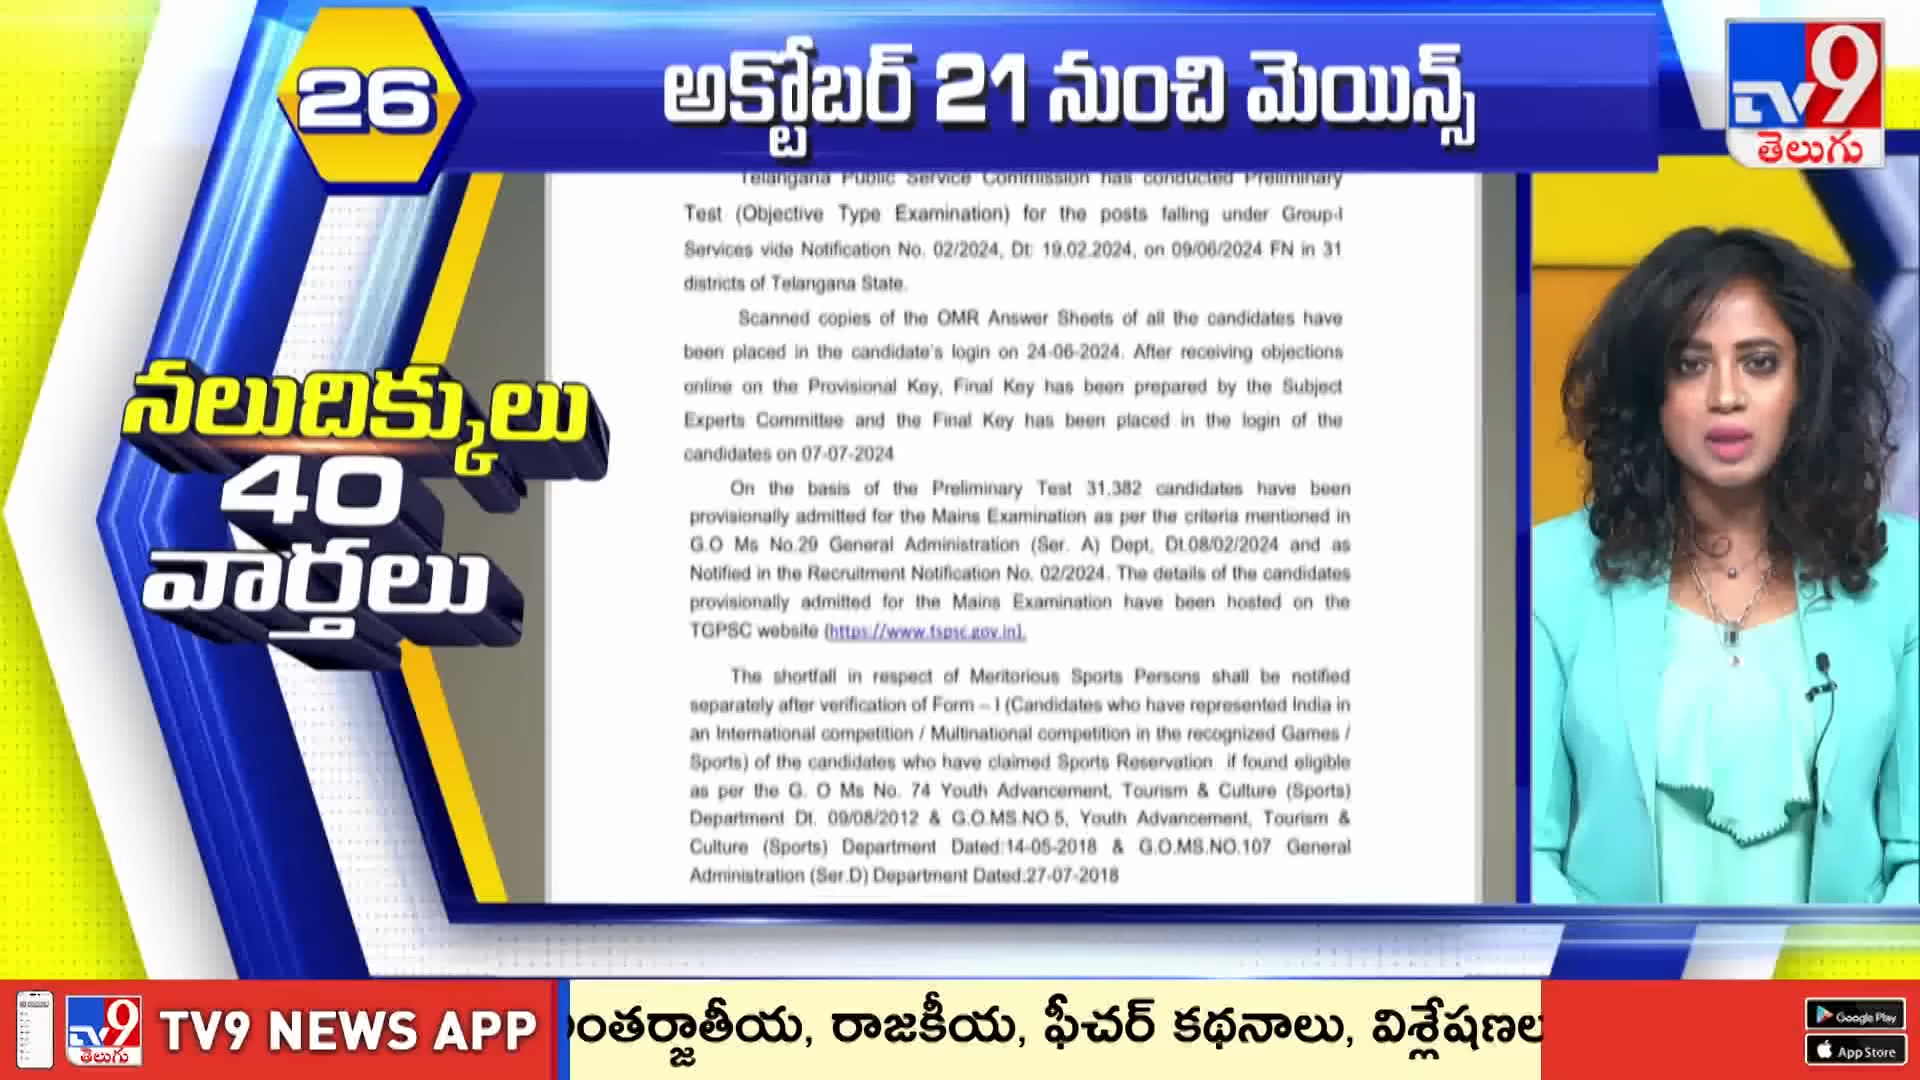 26
అక్టోబర్ 21 నుంచి మెయిన్స్
TV9
తెలుగు
Telangana Public Service Commission has conducted Preliminary
Test (Objective Type Examination) for the posts falling under Group-I
Services vide Notification No. 02/2024, Dt: 19.02.2024, on 09/06/2024 FN in 31
districts of Telangana State.
Scanned copies of the OMR Answer Sheets of all the candidates have
been placed in the candidate's login on 24-06-2024. After receiving objections
online on the Provisional Key, Final Key has been prepared by the Subject
Experts Committee and the Final Key has been placed in the login of the
candidates on 07-07-2024
On the basis of the Preliminary Test 31,382 candidates have been
provisionally admitted for the Mains Examination as per the criteria mentioned in
G.O Ms No.29 General Administration (Ser. A) Dept, Dt.08/02/2024 and as
Notified in the Recruitment Notification No. 02/2024. The details of the candidates
provisionally admitted for the Mains Examination have been hosted on the
TGPSC website (https://www.tspsc.gov.in).
The shortfall in respect of Meritorious Sports Persons shall be notified
separately after verification of Form – I (Candidates who have represented India in
an International competition / Multinational competition in the recognized Games /
Sports) of the candidates who have claimed Sports Reservation if found eligible
as per the G. O Ms No. 74 Youth Advancement, Tourism & Culture (Sports)
Department Dt. 09/08/2012 & G.O.MS.NO.5, Youth Advancement, Tourism &
Culture (Sports) Department Dated:14-05-2018 & G.O.MS.NO.107 General
Administration (Ser.D) Department Dated:27-07-2018
నలుదిక్కులు
40
వార్తలు
TV9
తెలుగు
TV9 NEWS APP
అంతర్జాతీయ, రాజకీయ, ఫీచర్ కథనాలు, విశ్లేషణల
Google Play
App Store